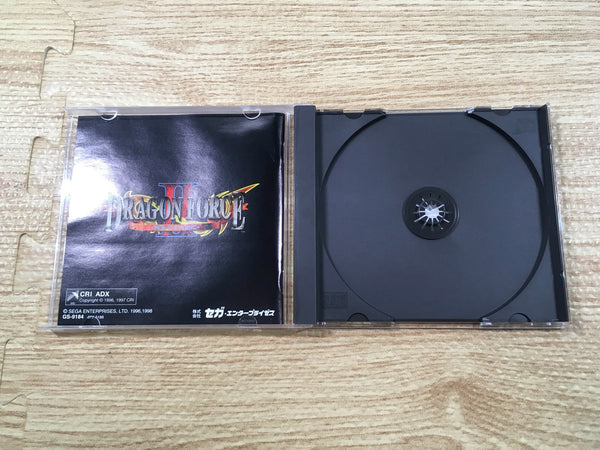 DRAGON FORCE
II
CRI ADX
Copyright © 1996, 1997 CRI
© SEGA ENTERPRISES, LTD. 1996,1998
GS-9184
株式会社 セガ・エンタープライゼス